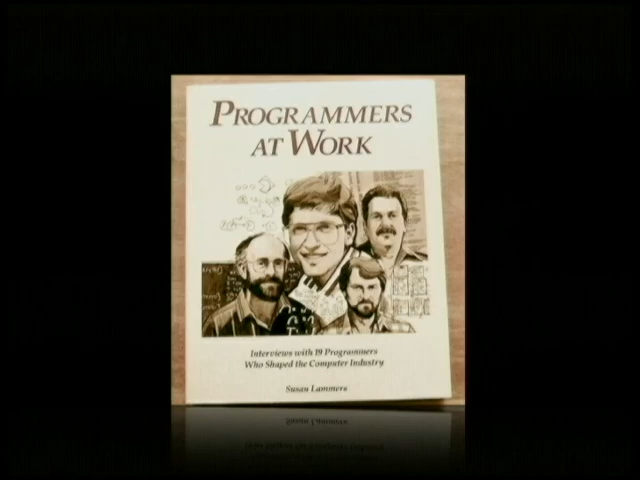 PROGRAMMERS
AT WORK
Interviews with 19 Programmers
Who Shaped the Computer Industry
Susan Lammers